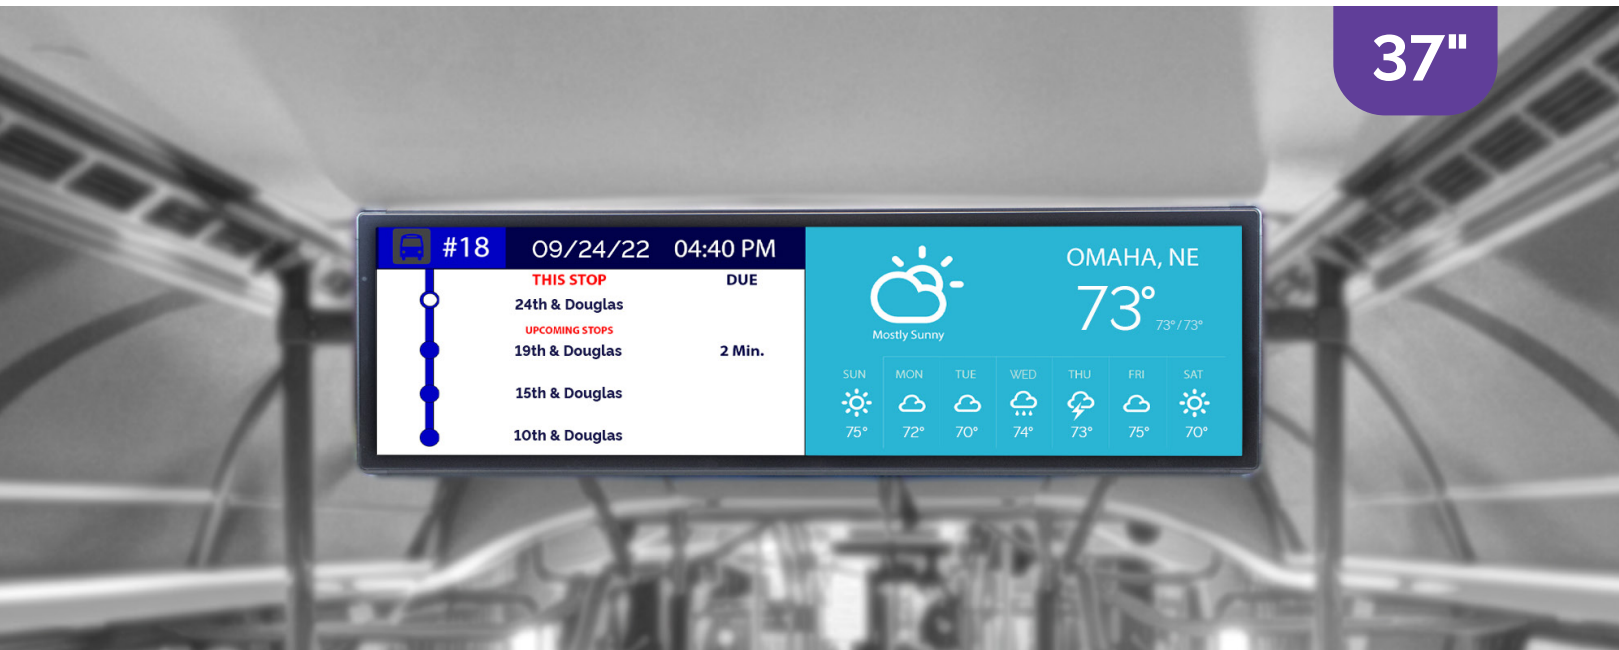 37"
#18 09/24/22 04:40 PM
THIS STOP DUE
24th & Douglas
UPCOMING STOPS
19th & Douglas 2 Min.
15th & Douglas
10th & Douglas
OMAHA, NE
73° 73°/73°
Mostly Sunny
SUN MON TUE WED THU FRI SAT
75° 72° 70° 74° 73° 75° 70°